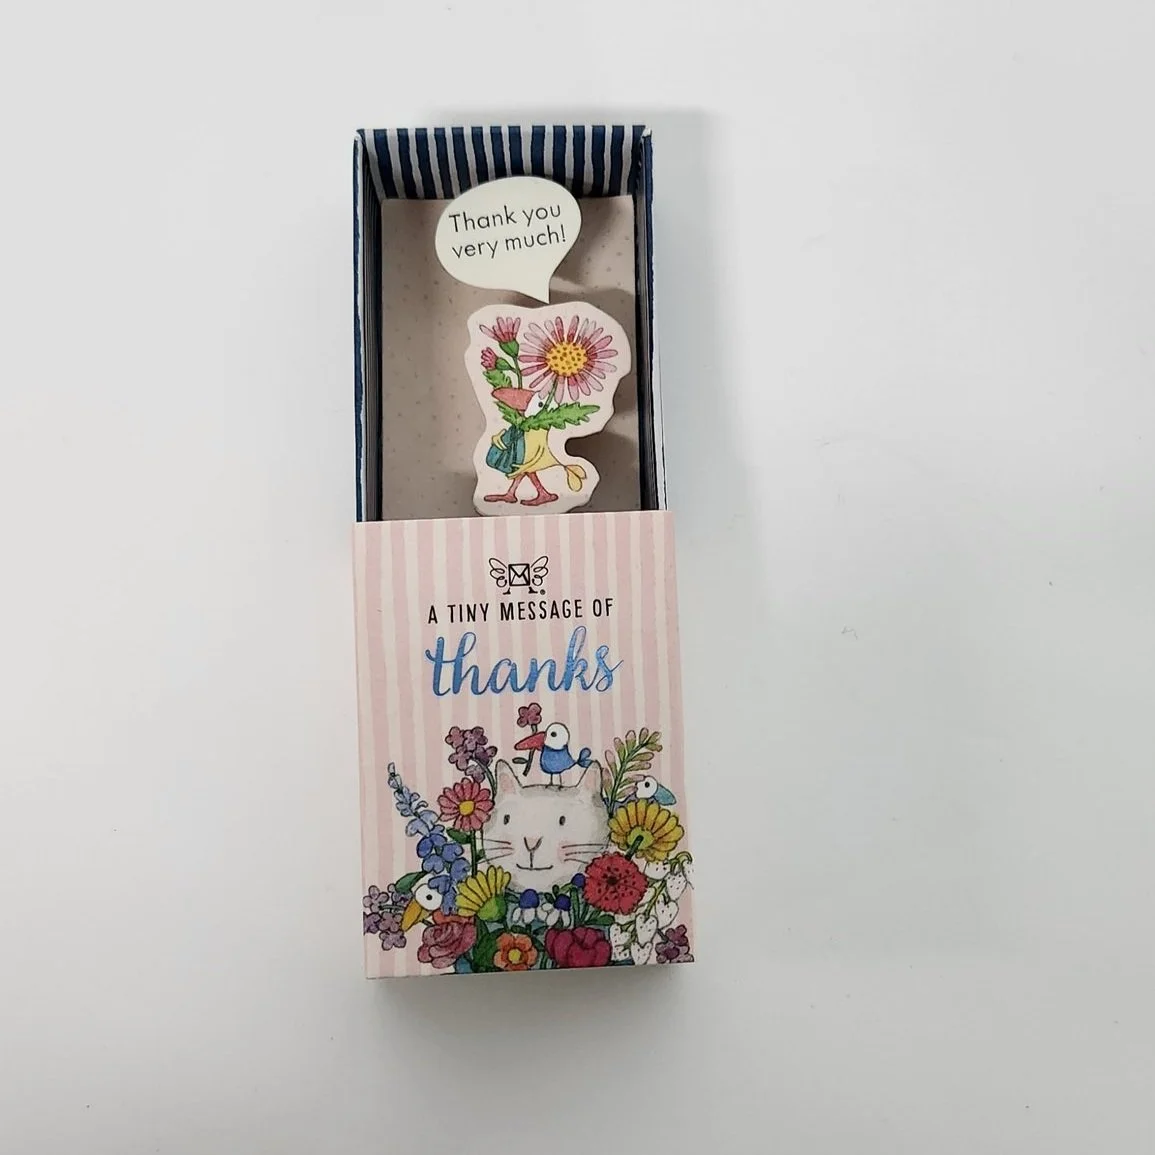 Thank you
very much!
A TINY MESSAGE OF
thanks